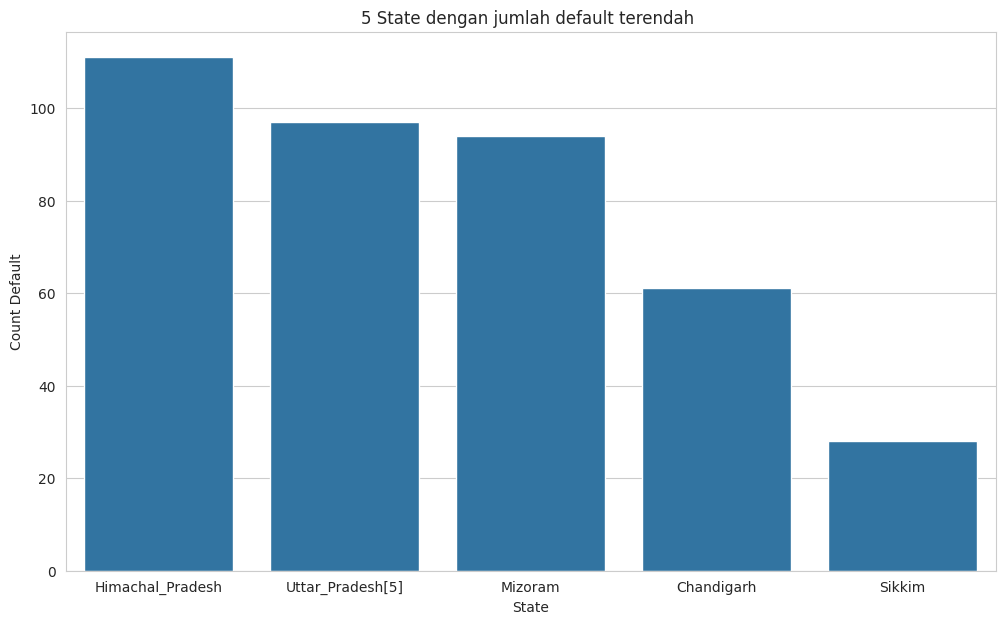 5 State dengan jumlah default terendah
Count Default
100
80
60
40
20
0
Himachal_Pradesh
Uttar_Pradesh[5]
Mizoram
Chandigarh
Sikkim
State